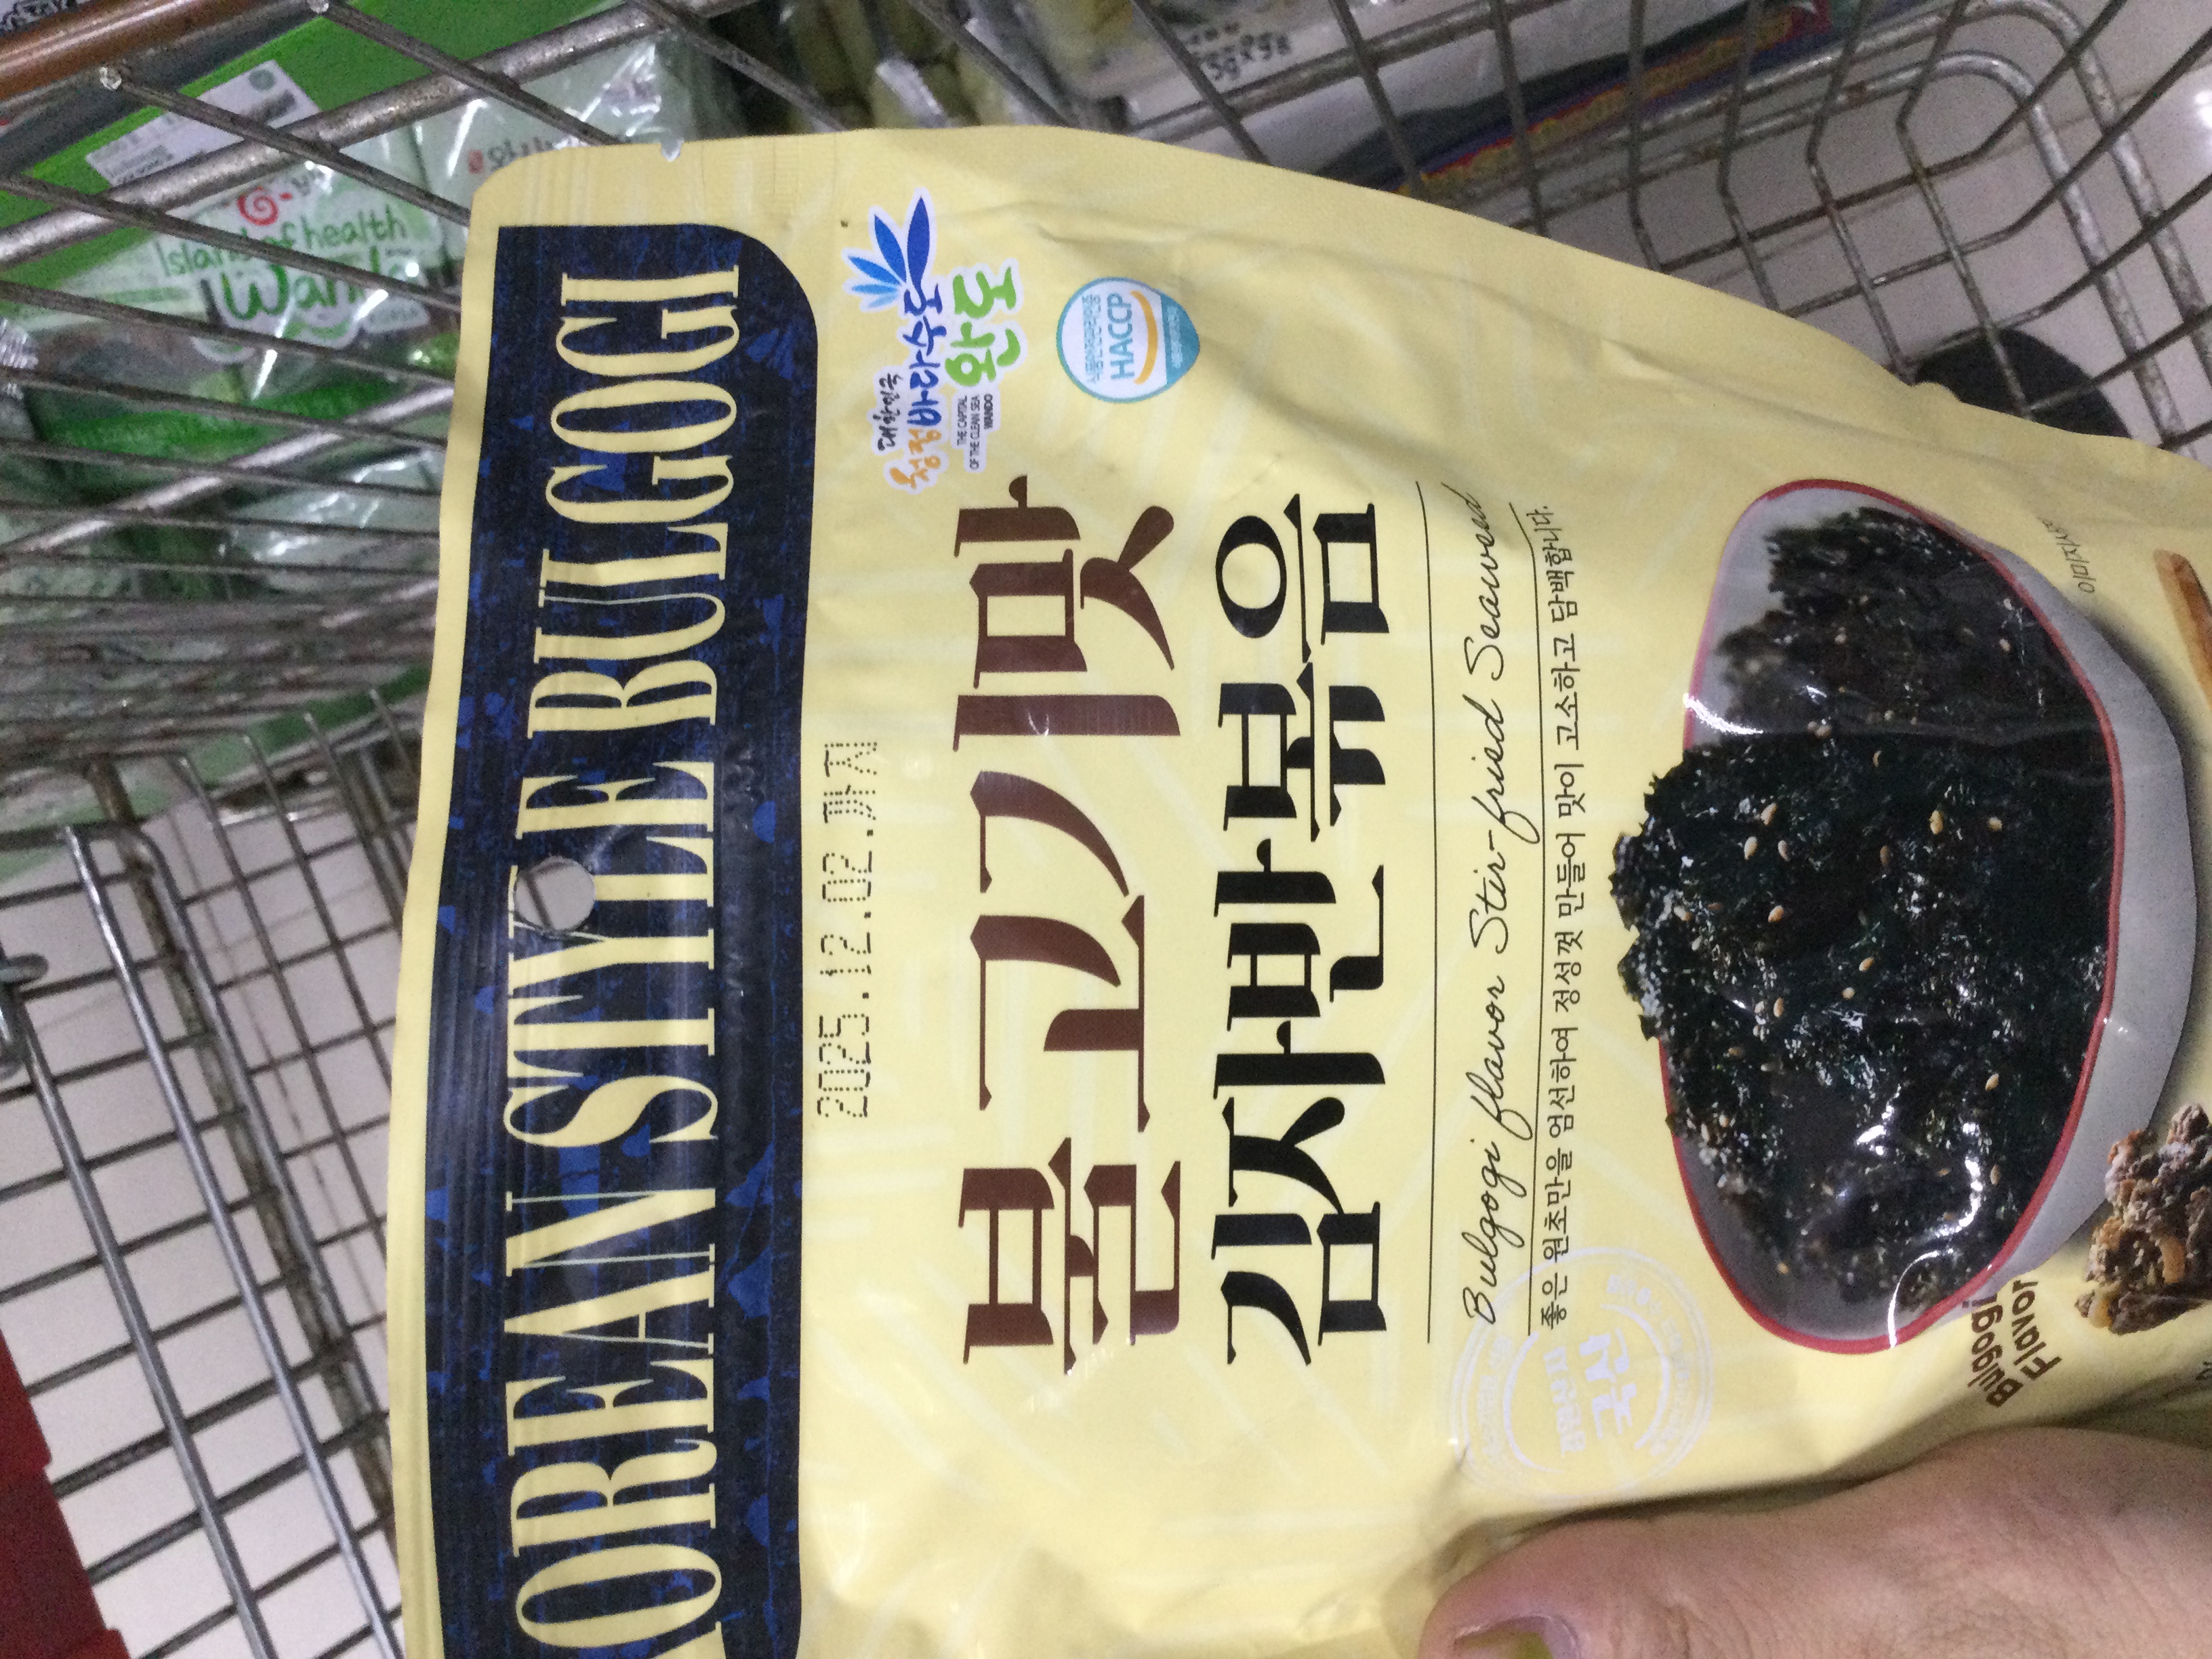 OREAN STYLE BULGOGI
대한민국
청정바다수도
완도
THE CAPITAL
OF THE CLEAN SEA
WANDO
HACCP
2025.12.02.까지
불고기맛
김자반볶음
Bulgogi flavor Stir-fried Seaweed
좋은 원초만을 엄선하여 정성껏 만들어 맛이 고소하고 담백합니다.
국산
Bulgogi
Flavor
Island of health